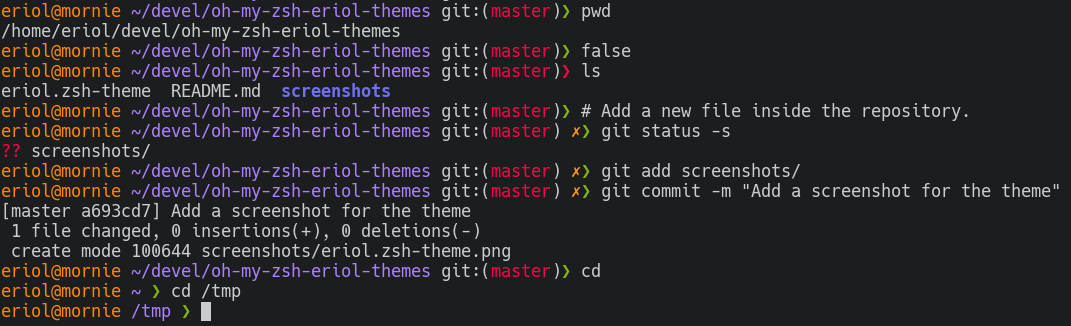 eriol@mornie ~/devel/oh-my-zsh-eriol-themes git:(master)❯ pwd
/home/eriol/devel/oh-my-zsh-eriol-themes
eriol@mornie ~/devel/oh-my-zsh-eriol-themes git:(master)❯ false
eriol@mornie ~/devel/oh-my-zsh-eriol-themes git:(master)❯ ls
eriol.zsh-theme  README.md  screenshots
eriol@mornie ~/devel/oh-my-zsh-eriol-themes git:(master)❯ # Add a new file inside the repository.
eriol@mornie ~/devel/oh-my-zsh-eriol-themes git:(master) ✗❯ git status -s
?? screenshots/
eriol@mornie ~/devel/oh-my-zsh-eriol-themes git:(master) ✗❯ git add screenshots/
eriol@mornie ~/devel/oh-my-zsh-eriol-themes git:(master) ✗❯ git commit -m "Add a screenshot for the theme"
[master a693cd7] Add a screenshot for the theme
 1 file changed, 0 insertions(+), 0 deletions(-)
 create mode 100644 screenshots/eriol.zsh-theme.png
eriol@mornie ~/devel/oh-my-zsh-eriol-themes git:(master)❯ cd
eriol@mornie ~ ❯ cd /tmp
eriol@mornie /tmp ❯